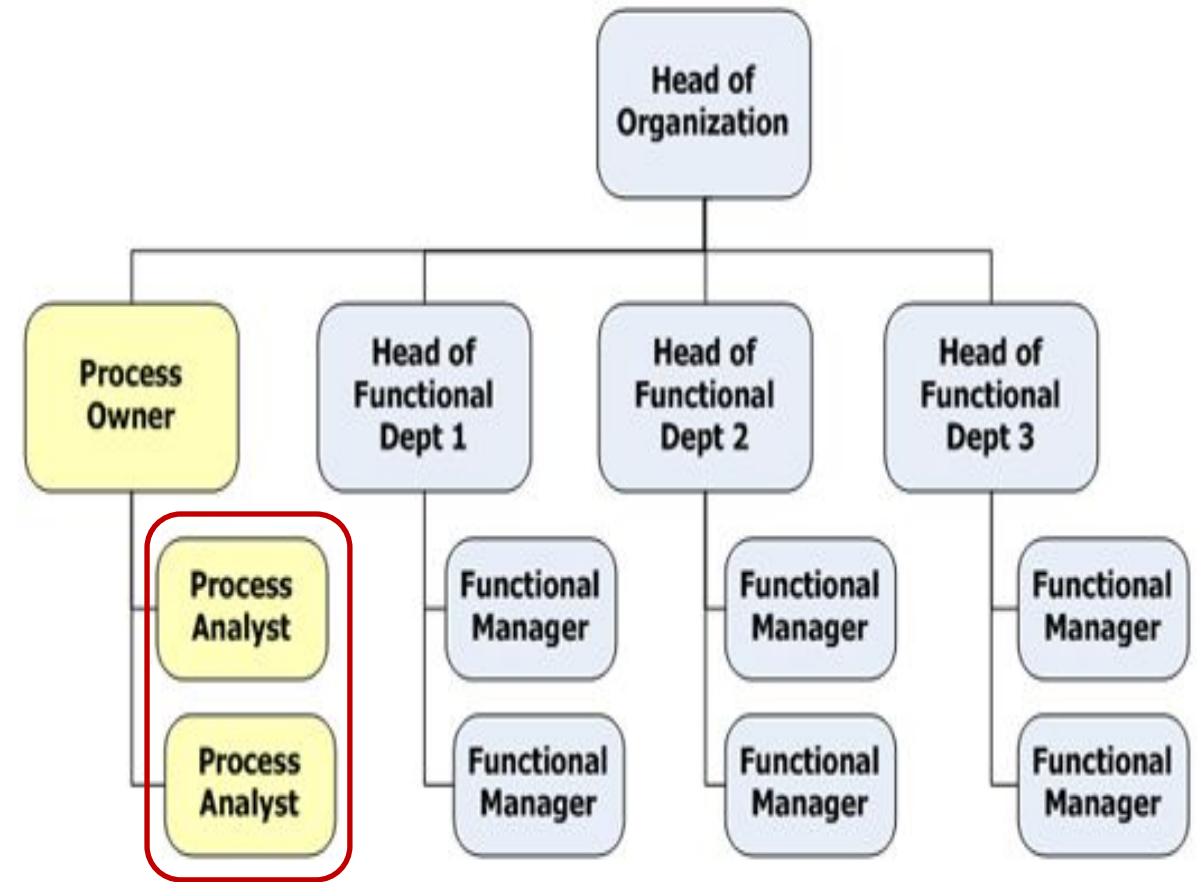 Head of
Organization
Process
Owner
Head of
Functional
Dept 1
Head of
Functional
Dept 2
Head of
Functional
Dept 3
Process
Analyst
Functional
Manager
Functional
Manager
Functional
Manager
Process
Analyst
Functional
Manager
Functional
Manager
Functional
Manager